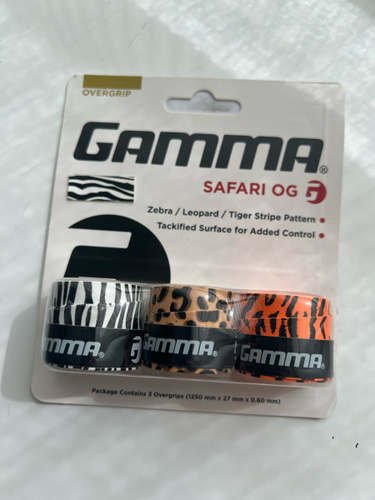 OVERGRIP
GAMMA®
SAFARI OG
Zebra / Leopard / Tiger Stripe Pattern •
Tackified Surface for Added Control •
GAMMA® GAMMA® GAMMA®
Package Contains 3 Overgrips (1250 mm x 27 mm x 0.60 mm)